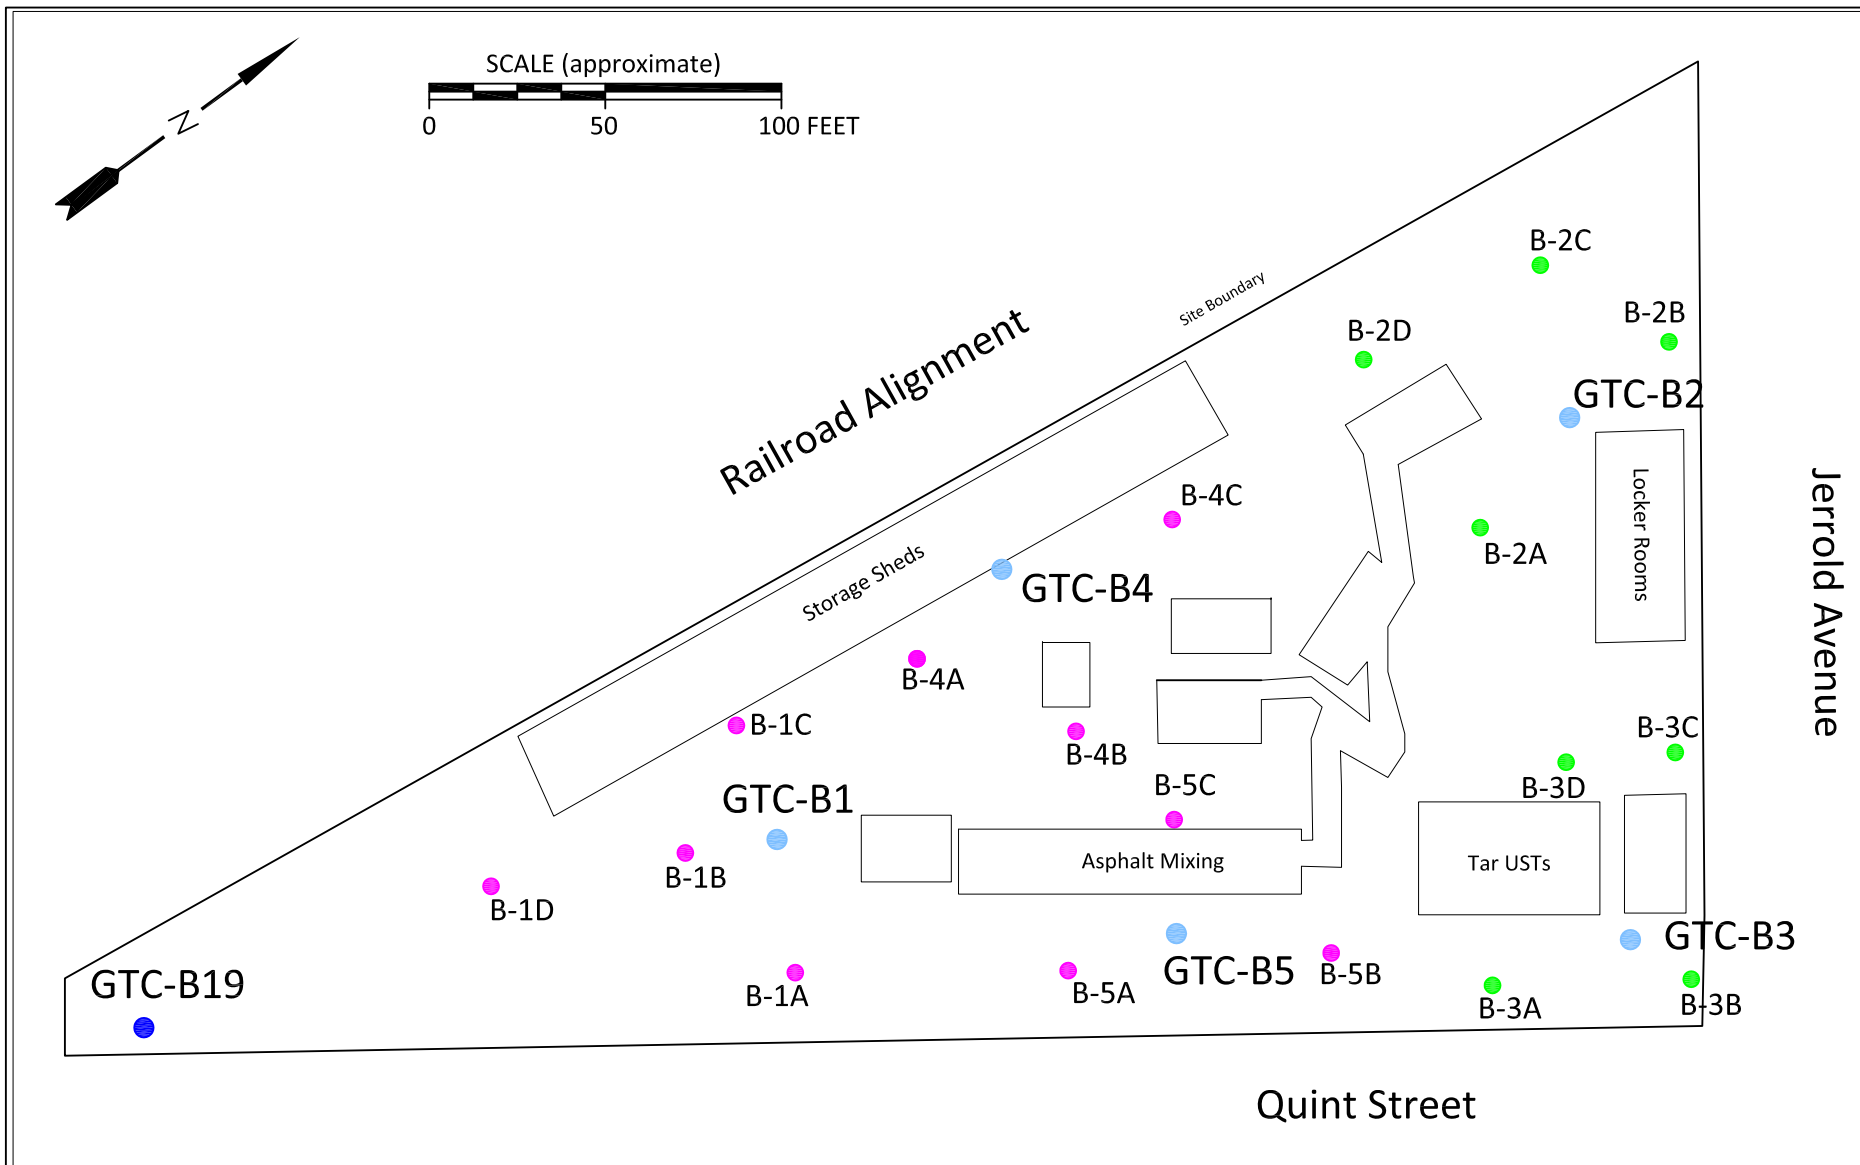 SCALE (approximate)
0 50 100 FEET
N
B-2C
Site Boundary
B-2B
B-2D
Railroad Alignment
GTC-B2
B-4C
Locker Rooms
Jerrold Avenue
B-2A
Storage Sheds
GTC-B4
B-4A
B-1C
B-4B
B-3C
B-5C
B-3D
GTC-B1
Asphalt Mixing
Tar USTs
B-1B
B-1D
GTC-B3
GTC-B19
GTC-B5
B-5B
B-1A
B-5A
B-3A
B-3B
Quint Street